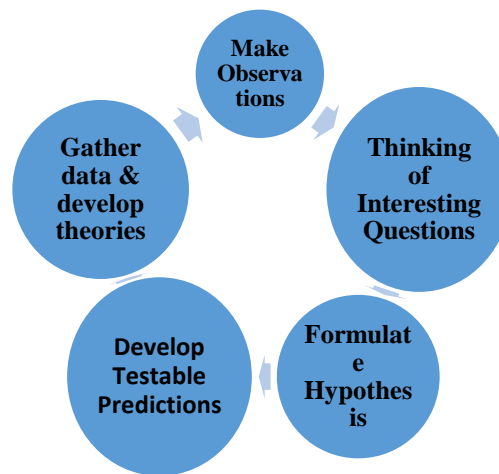 Make
Observa
tions
Thinking
of
Interesting
Questions
Formulat
e
Hypothes
is
Develop
Testable
Predictions
Gather
data &
develop
theories